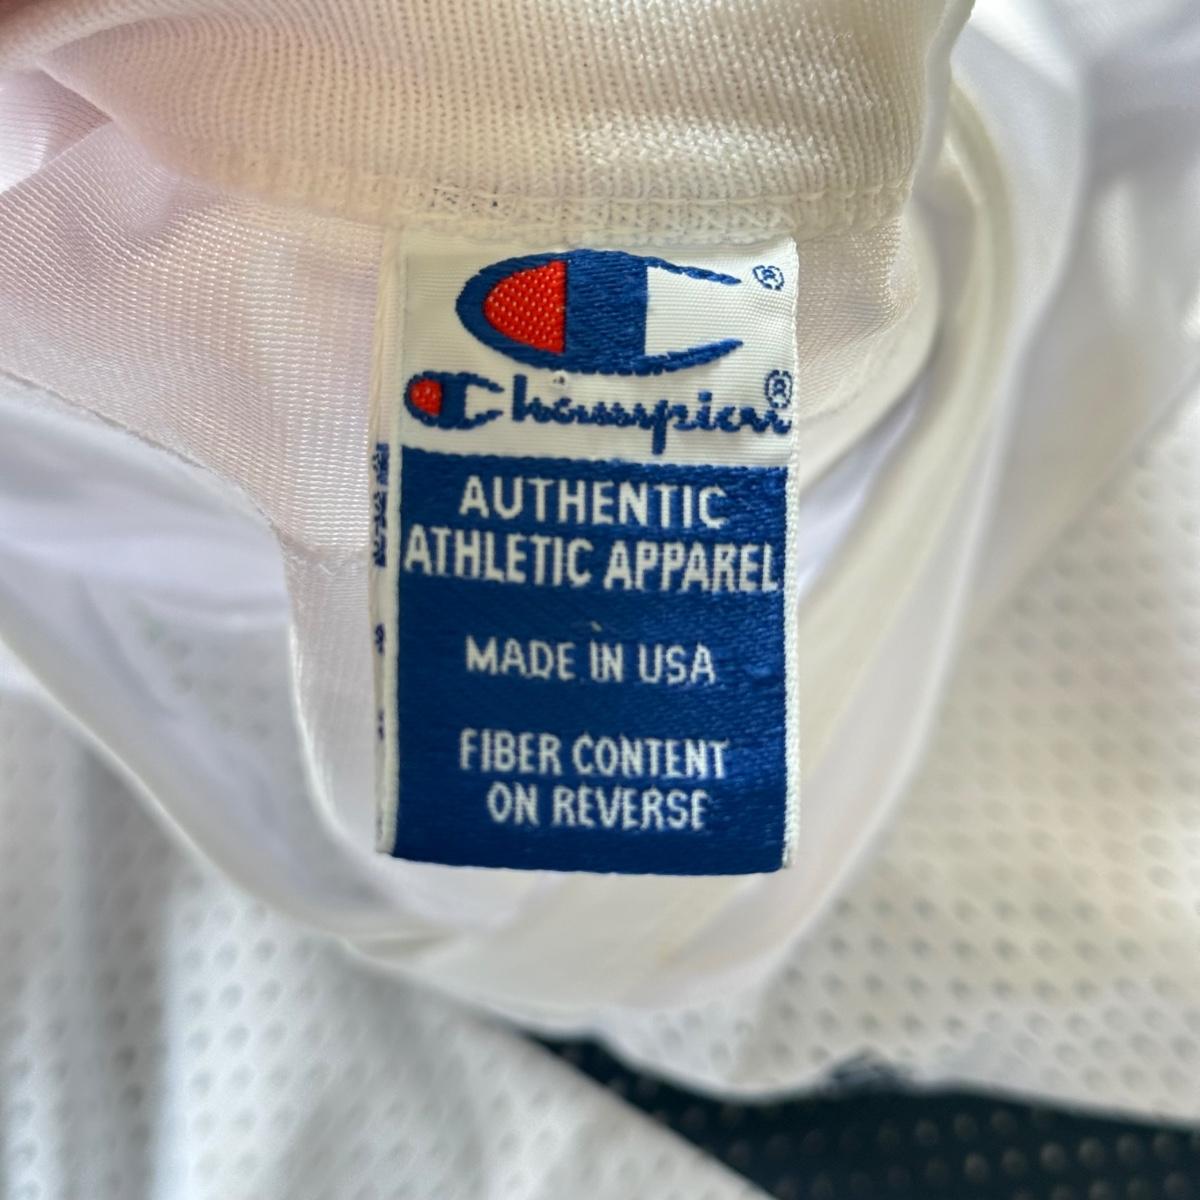 ®
Champion®
AUTHENTIC
ATHLETIC APPAREL
MADE IN USA
FIBER CONTENT
ON REVERSE